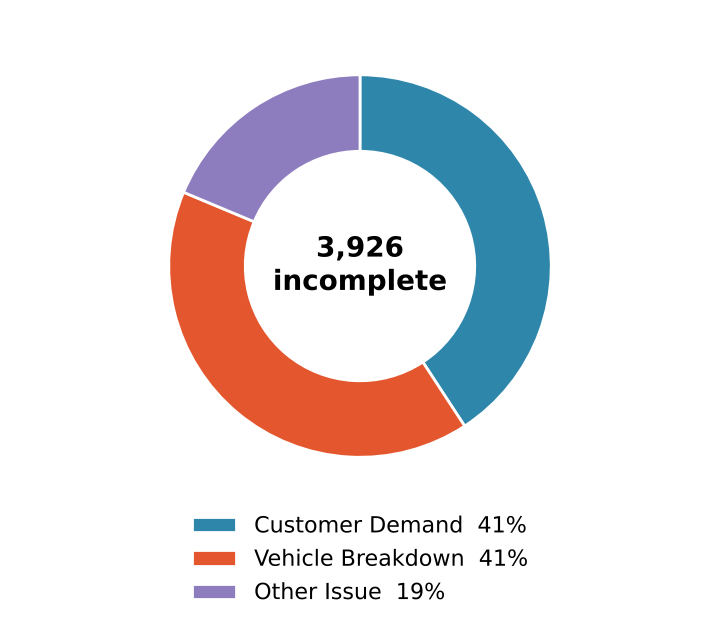 3,926
incomplete
Customer Demand 41%
Vehicle Breakdown 41%
Other Issue 19%